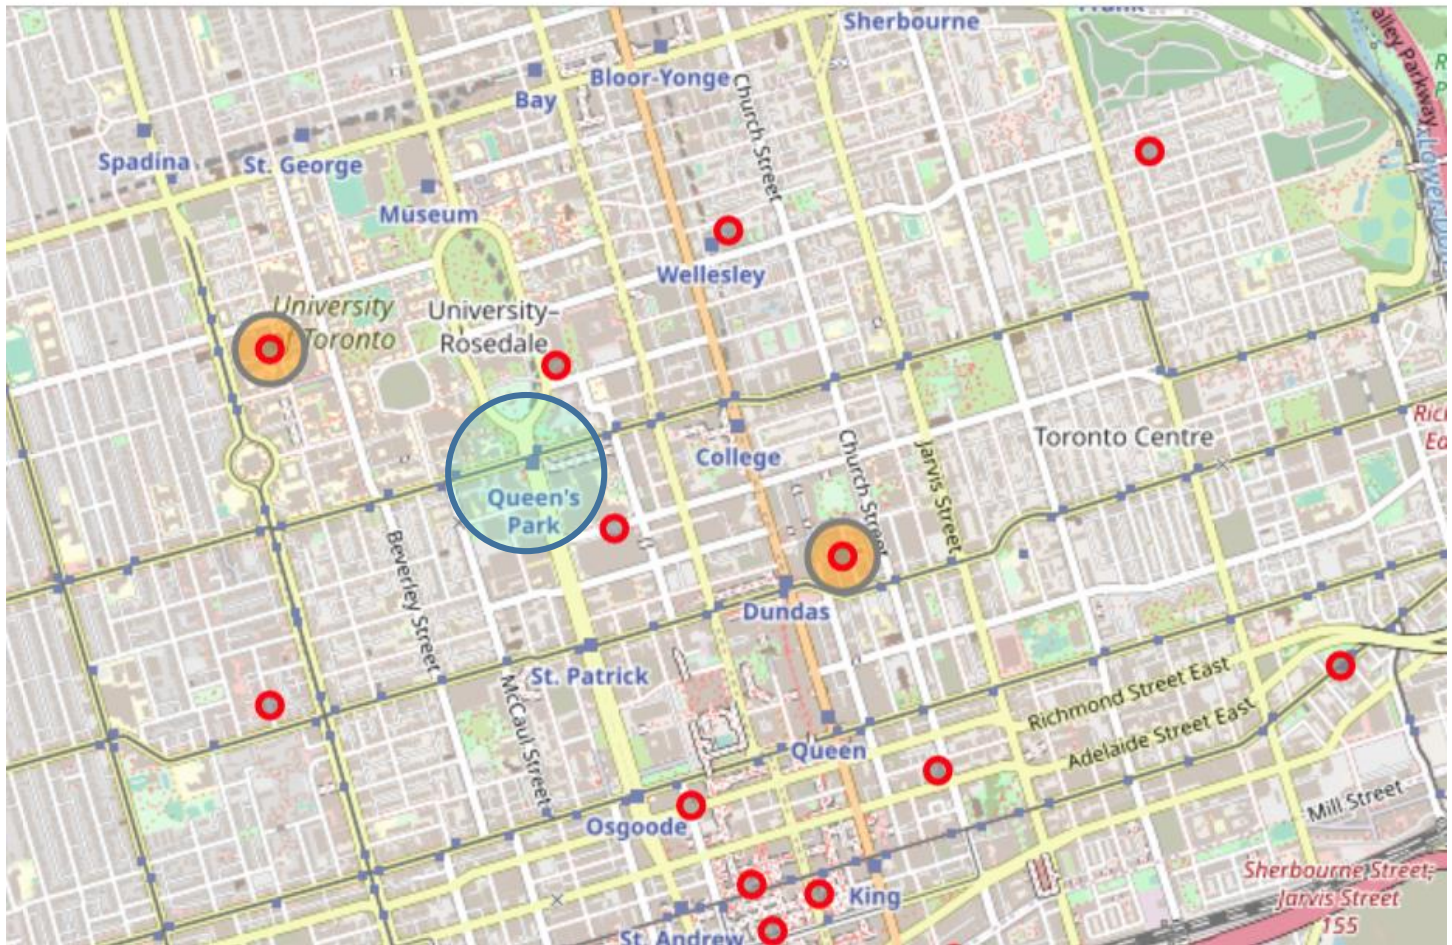 Sherbourne
alley Parkway
Bloor-Yonge
Bay
Church Street
Spadina
St. George
Museum
Wellesley
University
Toronto
University–
Rosedale
College
Toronto Centre
Church Street
Jarvis Street
Queen's
Park
Beverley Street
Dundas
St. Patrick
McCaul Street
Richmond Street East
Adelaide Street East
Queen
Osgoode
Mill Street
King
St. Andrew
Sherbourne Street;
Jarvis Street
155